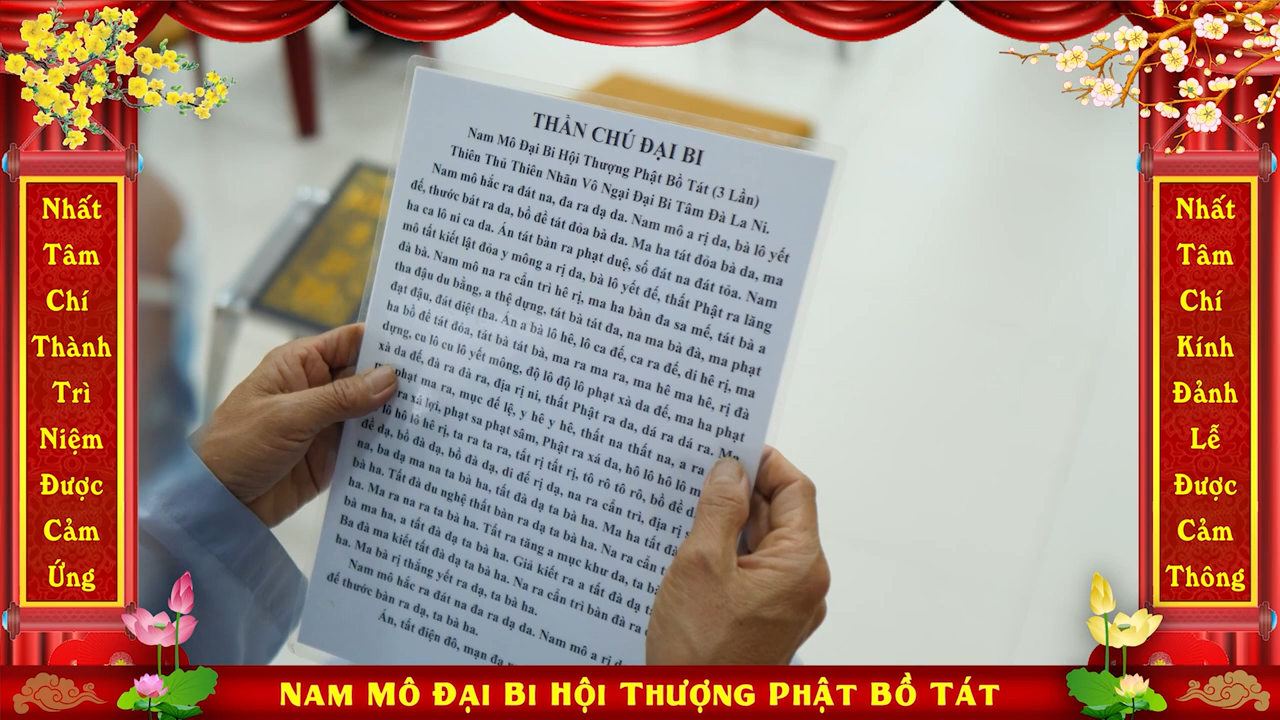 Nhất
Tâm
Chí
Thành
Trì
Niệm
Được
Cảm
Ứng
THẦN CHÚ ĐẠI BI
Nam Mô Đại Bi Hội Thượng Phật Bồ Tát (3 Lần)
Thiên Thủ Thiên Nhãn Vô Ngại Đại Bi Tâm Đà La Ni.
Nam mô hắc ra đát na, đa ra dạ da. Nam mô a rị da, bà lô yết
đế, thước bát ra da, bồ đề tát đỏa bà da. Ma ha tát đỏa bà da, ma
ha ca lô ni ca da. Án tát bàn ra phạt duệ, số đát na đát tỏa. Nam
mô tất kiết lật đỏa y mông a rị da, bà lô yết đế, thất Phật ra lăng
đà bà. Nam mô na ra cẩn trì hê rị, ma ha bàn đa sa mế, tát bà a
tha đậu du bằng, a thệ dựng, tát bà tát đa, na ma bà đà, ma phạt
đạt đậu, đát điệt tha. Án a bà lô hê, lô ca đế, ca ra đế, di hê rị, ma
ha bồ đề tát đỏa, tát bà tát bà, ma ra ma ra, ma hê ma hê, rị đà
dựng, cu lô cu lô yết mông, độ lô độ lô phạt xà da đế, ma ha phạt
xà da đế, đà ra đà ra, địa rị ni, thất Phật ra da, dá ra dá ra. Ma
phạt ma ra, mục đế lệ, y hê y hê, thất na thất na, a ra
ra xá lợi, phạt sa phạt sâm, Phật ra xá da, hô lô hô lô m
lô hô lô hê rị, ta ra ta ra, tất rị tất rị, tô rô tô rô, bồ đề
đề dạ, bồ đà dạ, bồ đà dạ, di đế rị dạ, na ra cẩn trì, địa rị s
na, ba dạ ma na ta bà ha, tất đà dạ ta bà ha. Ma ha tất đà
bà ha. Tất đà du nghệ thất bàn ra dạ ta bà ha. Na ra cẩn t
ha. Ma ra na ra ta bà ha. Tất ra tăng a mục khư da, ta b
bà ma ha, a tất đà dạ ta bà ha. Giả kiết ra a tất đà dạ t
Ba đà ma kiết tất đà dạ ta bà ha. Na ra cẩn trì bàn đà ra
ha. Ma bà rị thắng yết ra dạ, ta bà ha.
Nam mô hắc ra đát na đa ra dạ da. Nam mô a rị d
đế thước bàn ra dạ, ta bà ha.
Án, tất điện đô, mạn đa r
Nhất
Tâm
Chí
Kính
Đảnh
Lễ
Được
Cảm
Thông
Nam Mô Đại Bi Hội Thượng Phật Bồ Tát